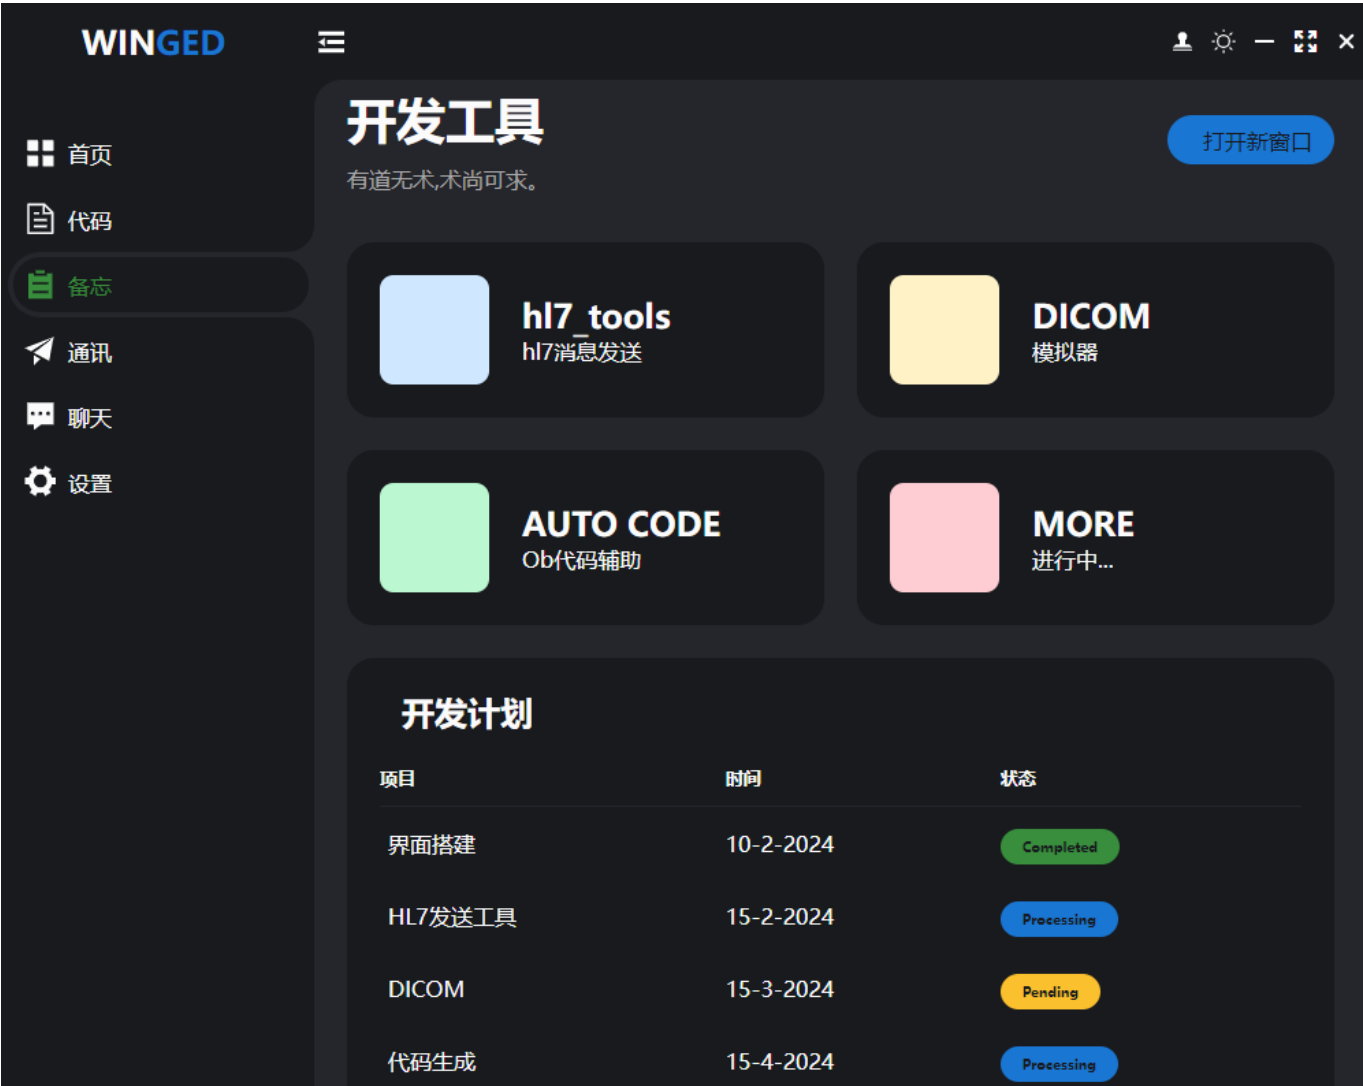 WINGED
首页
代码
备忘
通讯
聊天
设置
开发工具
有道无术,术尚可求。
打开新窗口
hl7_tools
hl7消息发送
DICOM
模拟器
AUTO CODE
Ob代码辅助
MORE
进行中...
开发计划
项目 时间 状态
界面搭建 10-2-2024 Completed
HL7发送工具 15-2-2024 Processing
DICOM 15-3-2024 Pending
代码生成 15-4-2024 Processing